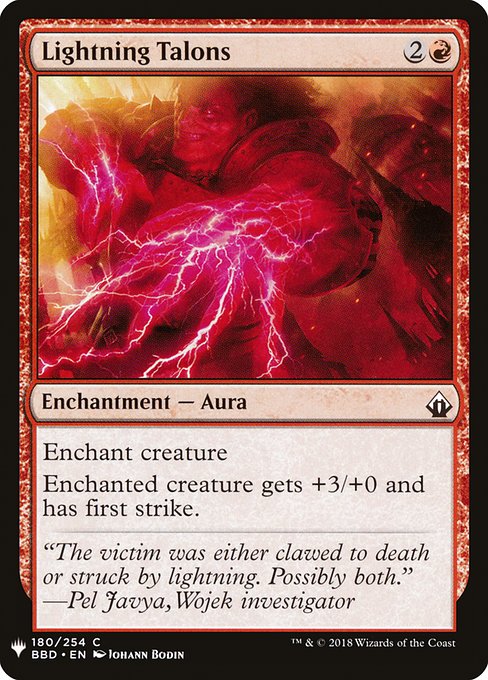 Lightning Talons 2
Enchantment — Aura
Enchant creature
Enchanted creature gets +3/+0 and
has first strike.
“The victim was either clawed to death
or struck by lightning. Possibly both.”
—Pel Javya, Wojek investigator
180/254 C
BBD • EN Johann Bodin
™ & © 2018 Wizards of the Coast